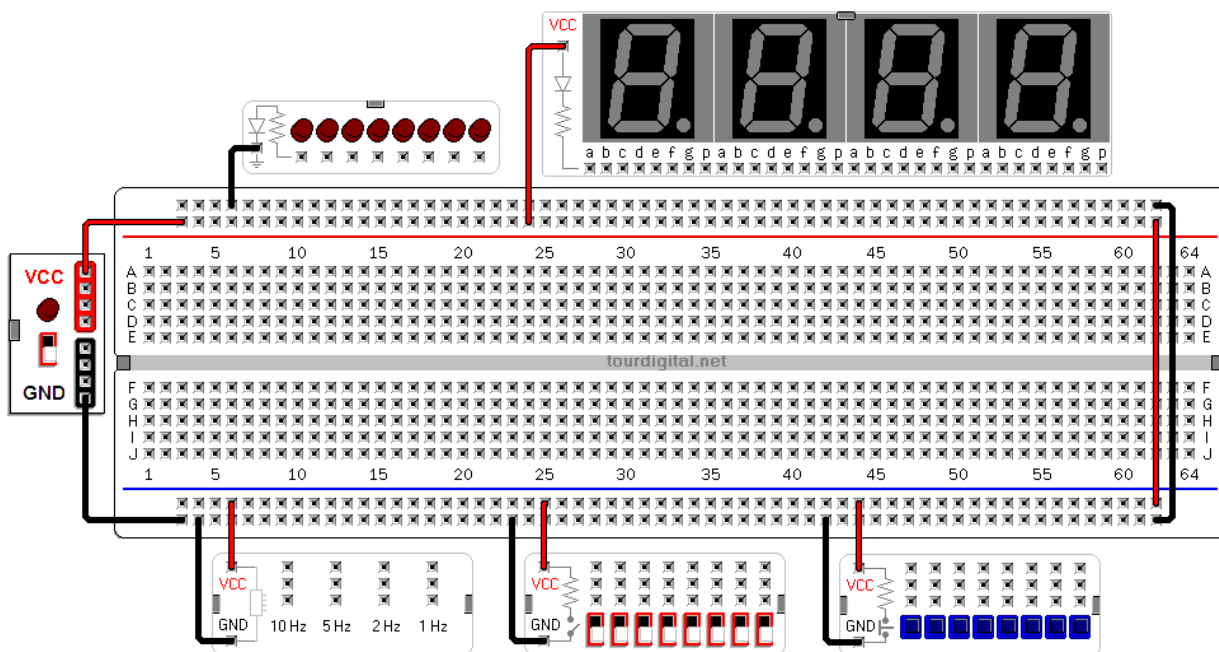 VCC
a b c d e f g p a b c d e f g p a b c d e f g p a b c d e f g p
1 5 10 15 20 25 30 35 40 45 50 55 60 64
VCC
GND
A A
B B
C C
D D
E E
tourdigital.net
F F
G G
H H
I I
J J
1 5 10 15 20 25 30 35 40 45 50 55 60 64
VCC
GND
10 Hz 5 Hz 2 Hz 1 Hz
VCC
GND
VCC
GND